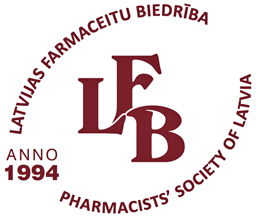 LATVIJAS FARMACEITU BIEDRĪBA
LFB
ANNO
1994
PHARMACISTS' SOCIETY OF LATVIA